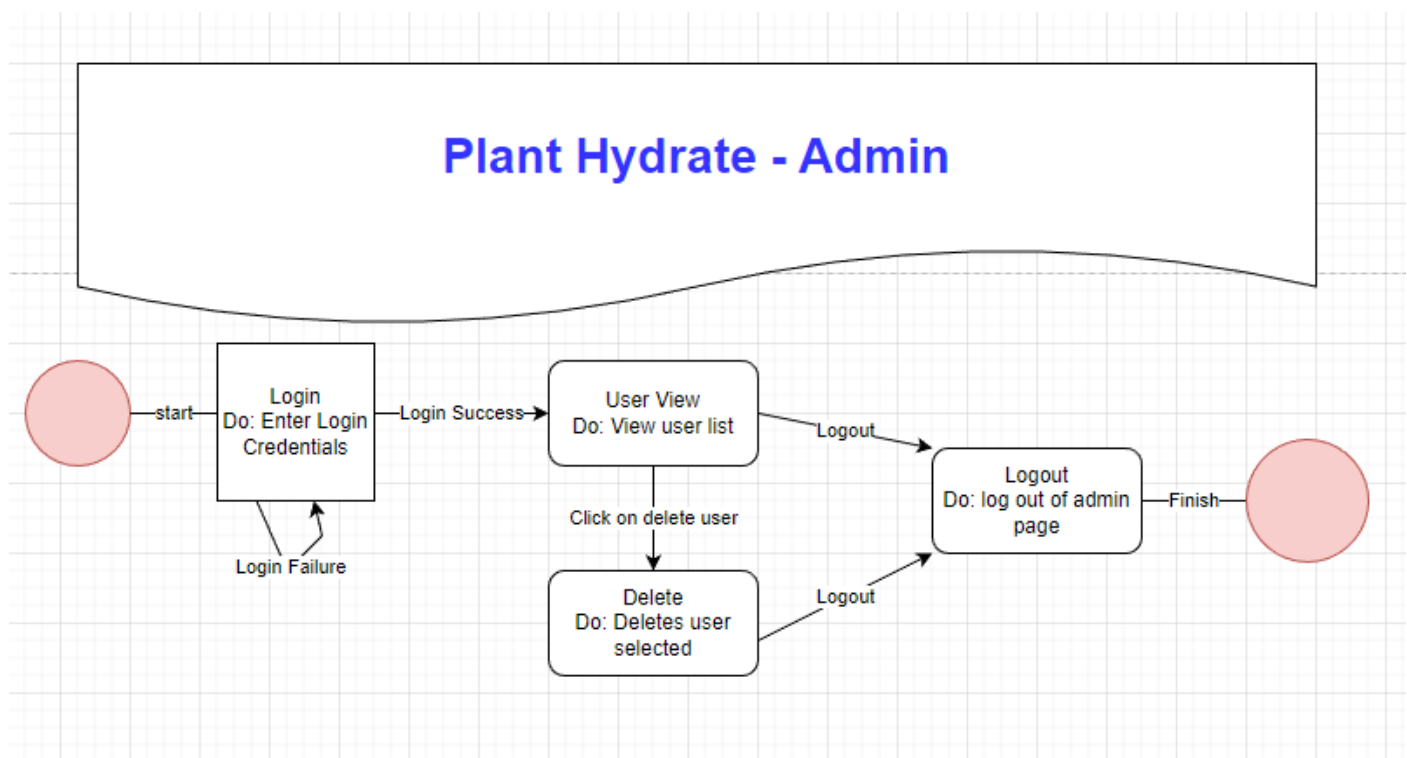 Plant Hydrate - Admin
start
Login
Do: Enter Login
Credentials
Login Success
Login Failure
User View
Do: View user list
Click on delete user
Delete
Do: Deletes user
selected
Logout
Logout
Logout
Do: log out of admin
page
Finish